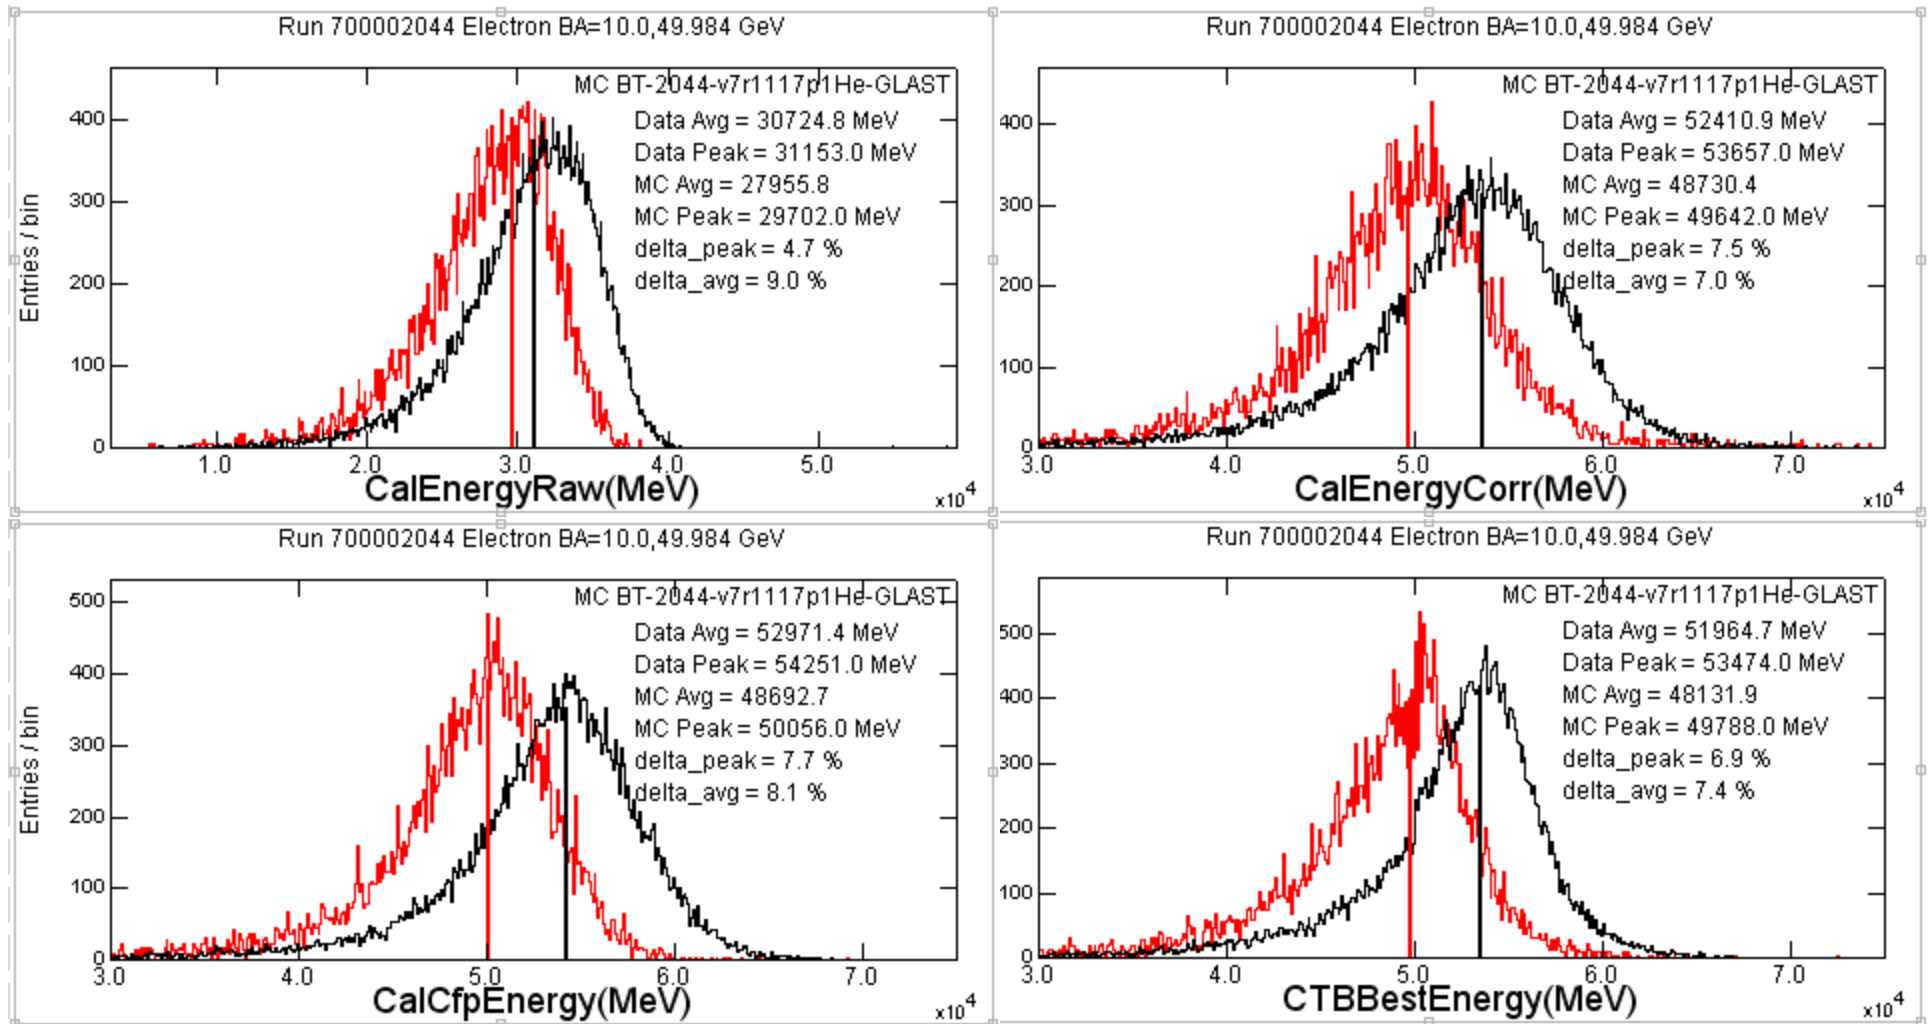 Run 700002044 Electron BA=10.0,49.984 GeV
MC BT-2044-v7r1117p1He-GLAST
Data Avg = 30724.8 MeV
Data Peak = 31153.0 MeV
MC Avg = 27955.8
MC Peak = 29702.0 MeV
delta_peak = 4.7 %
delta_avg = 9.0 %
Entries / bin
400
300
200
100
0
1.0 2.0 3.0 4.0 5.0
CalEnergyRaw(MeV)
x10^4
Run 700002044 Electron BA=10.0,49.984 GeV
MC BT-2044-v7r1117p1He-GLAST
Data Avg = 52410.9 MeV
Data Peak = 53657.0 MeV
MC Avg = 48730.4
MC Peak = 49642.0 MeV
delta_peak = 7.5 %
delta_avg = 7.0 %
400
300
200
100
0
3.0 4.0 5.0 6.0 7.0
CalEnergyCorr(MeV)
x10^4
Run 700002044 Electron BA=10.0,49.984 GeV
MC BT-2044-v7r1117p1He-GLAST
Data Avg = 52971.4 MeV
Data Peak = 54251.0 MeV
MC Avg = 48692.7
MC Peak = 50056.0 MeV
delta_peak = 7.7 %
delta_avg = 8.1 %
Entries / bin
500
400
300
200
100
0
3.0 4.0 5.0 6.0 7.0
CalCfpEnergy(MeV)
x10^4
Run 700002044 Electron BA=10.0,49.984 GeV
MC BT-2044-v7r1117p1He-GLAST
Data Avg = 51964.7 MeV
Data Peak = 53474.0 MeV
MC Avg = 48131.9
MC Peak = 49788.0 MeV
delta_peak = 6.9 %
delta_avg = 7.4 %
500
400
300
200
100
0
3.0 4.0 5.0 6.0 7.0
CTBBestEnergy(MeV)
x10^4